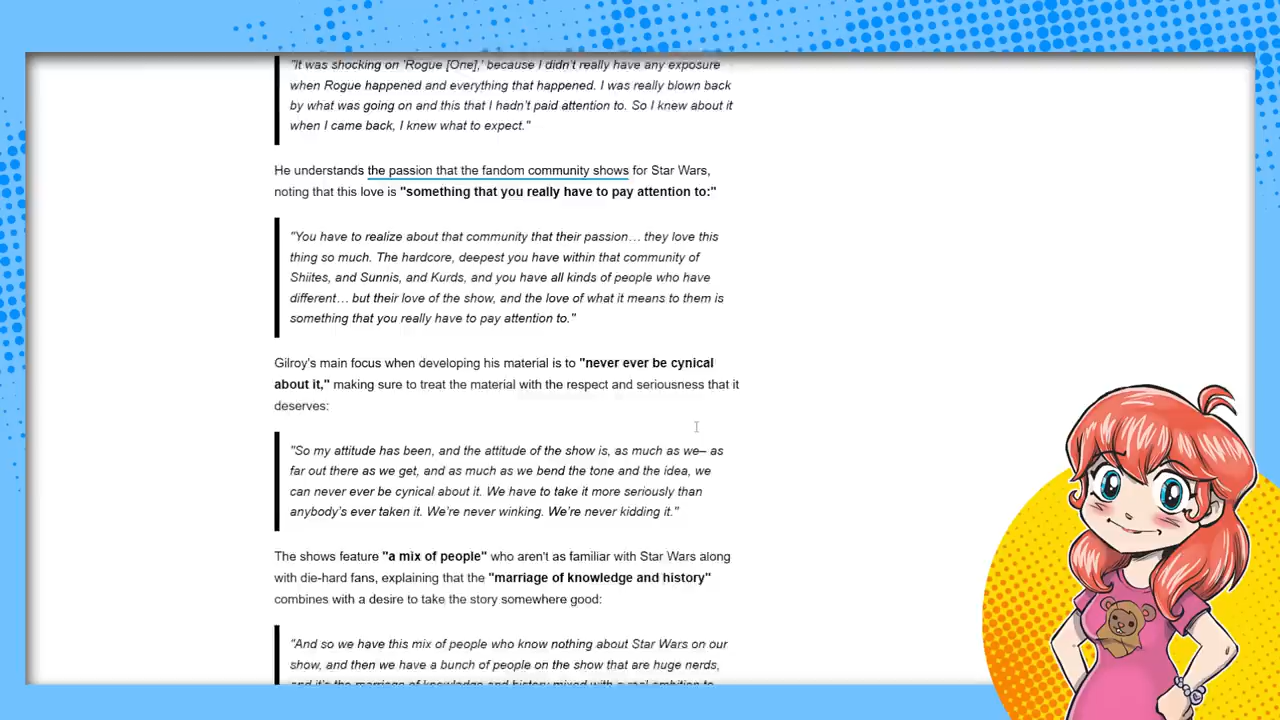 "It was shocking on 'Rogue [One],' because I didn't really have any exposure
when Rogue happened and everything that happened. I was really blown back
by what was going on and this that I hadn't paid attention to. So I knew about it
when I came back, I knew what to expect."
He understands the passion that the fandom community shows for Star Wars,
noting that this love is "something that you really have to pay attention to:"
"You have to realize about that community that their passion… they love this
thing so much. The hardcore, deepest you have within that community of
Shiites, and Sunnis, and Kurds, and you have all kinds of people who have
different… but their love of the show, and the love of what it means to them is
something that you really have to pay attention to."
Gilroy's main focus when developing his material is to "never ever be cynical
about it," making sure to treat the material with the respect and seriousness that it
deserves:
"So my attitude has been, and the attitude of the show is, as much as we– as
far out there as we get, and as much as we bend the tone and the idea, we
can never ever be cynical about it. We have to take it more seriously than
anybody's ever taken it. We're never winking. We're never kidding it."
The shows feature "a mix of people" who aren't as familiar with Star Wars along
with die-hard fans, explaining that the "marriage of knowledge and history"
combines with a desire to take the story somewhere good:
"And so we have this mix of people who know nothing about Star Wars on our
show, and then we have a bunch of people on the show that are huge nerds,
and it's the marriage of knowledge and history mixed with a real ambition to